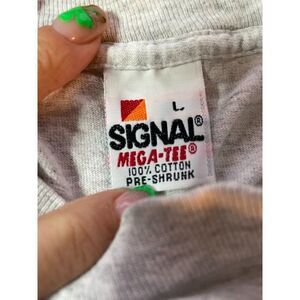 L
SIGNAL®
MEGA-TEE®
100% COTTON
PRE-SHRUNK